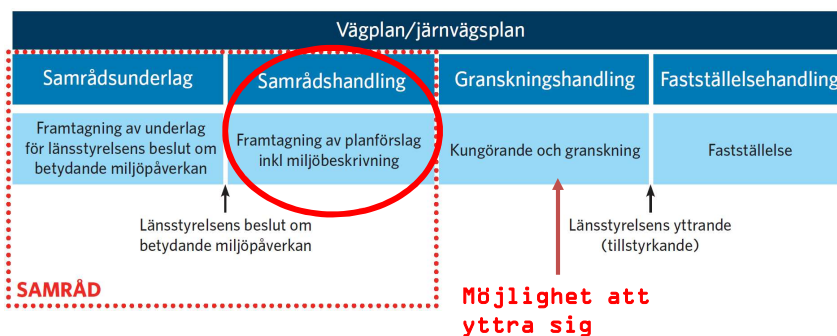 Vägplan/järnvägsplan
Samrådsunderlag
Samrådshandling
Granskningshandling
Fastställelsehandling
Framtagning av underlag
för länsstyrelsens beslut om
betydande miljöpåverkan
Framtagning av planförslag
inkl miljöbeskrivning
Kungörande och granskning
Fastställelse
Länsstyrelsens beslut om
betydande miljöpåverkan
Länsstyrelsens yttrande
(tillstyrkande)
SAMRÅD
Möjlighet att
yttra sig